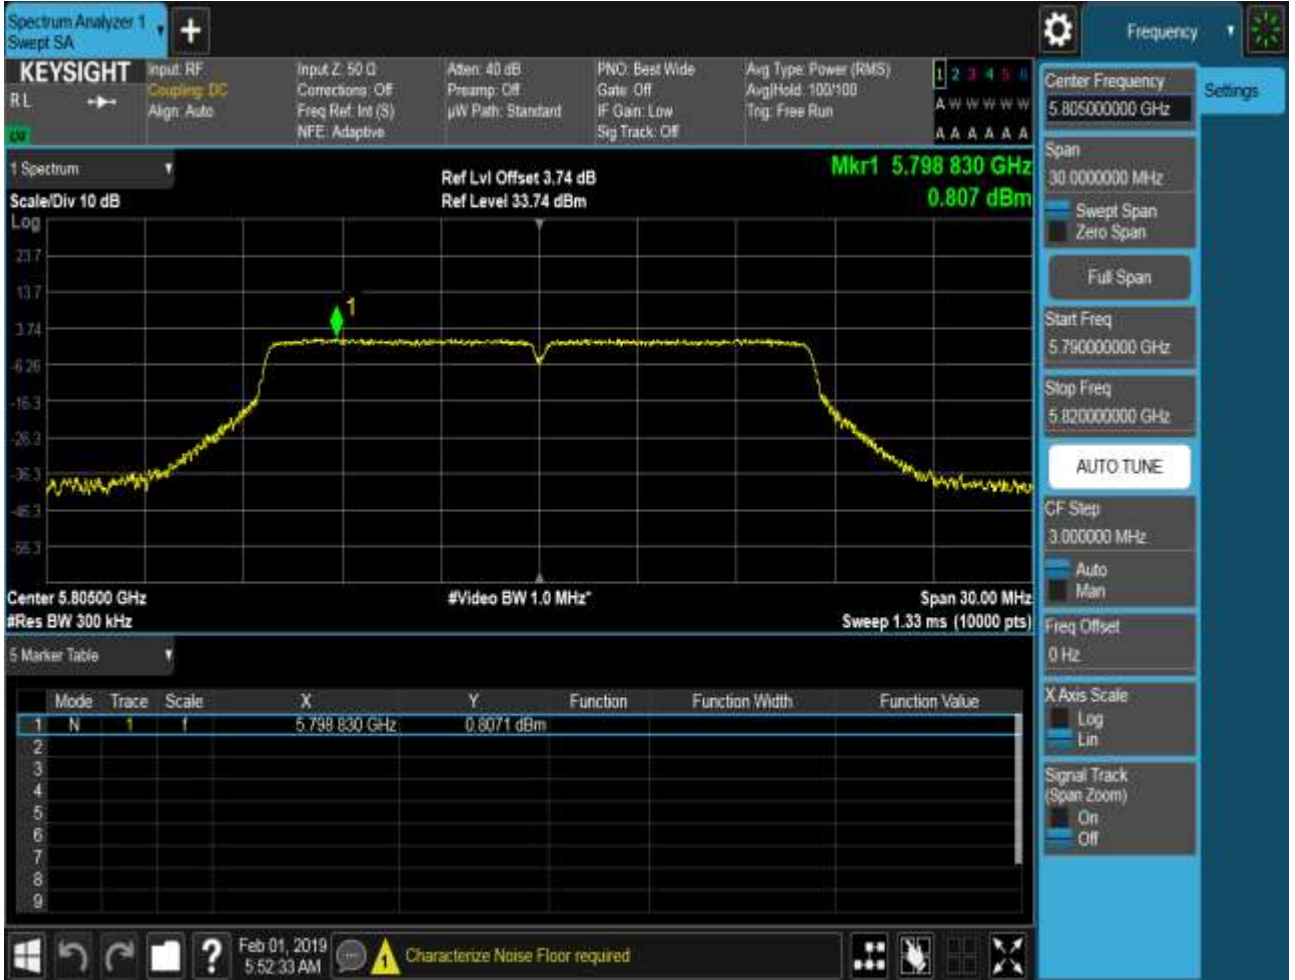 Spectrum Analyzer 1
Swept SA
Frequency
KEYSIGHT
R L
Input: RF
Coupling: DC
Align: Auto
Input Z: 50 Ω
Corrections: Off
Freq Ref: Int (S)
NFE: Adaptive
Atten: 40 dB
Preamp: Off
µW Path: Standard
PNO: Best Wide
Gate: Off
IF Gain: Low
Sig Track: Off
Avg Type: Power (RMS)
Avg|Hold: 100/100
Trig: Free Run
1 2 3 4 5 6
A W W W W W
A A A A A A
1 Spectrum
Scale/Div 10 dB
Log
Ref Lvl Offset 3.74 dB
Ref Level 33.74 dBm
Mkr1 5.798 830 GHz
0.807 dBm
23.7
13.7
3.74
-6.26
-16.3
-26.3
-36.3
-46.3
-56.3
1
Center 5.80500 GHz
#Res BW 300 kHz
#Video BW 1.0 MHz*
Span 30.00 MHz
Sweep 1.33 ms (10000 pts)
5 Marker Table
Mode Trace Scale X Y Function Function Width Function Value
1 N 1 f 5.798 830 GHz 0.8071 dBm
2
3
4
5
6
7
8
9
Feb 01, 2019
5:52:33 AM
?
1
Characterize Noise Floor required
Center Frequency
5.805000000 GHz
Settings
Span
30.0000000 MHz
Swept Span
Zero Span
Full Span
Start Freq
5.790000000 GHz
Stop Freq
5.820000000 GHz
AUTO TUNE
CF Step
3.000000 MHz
Auto
Man
Freq Offset
0 Hz
X Axis Scale
Log
Lin
Signal Track
(Span Zoom)
On
Off